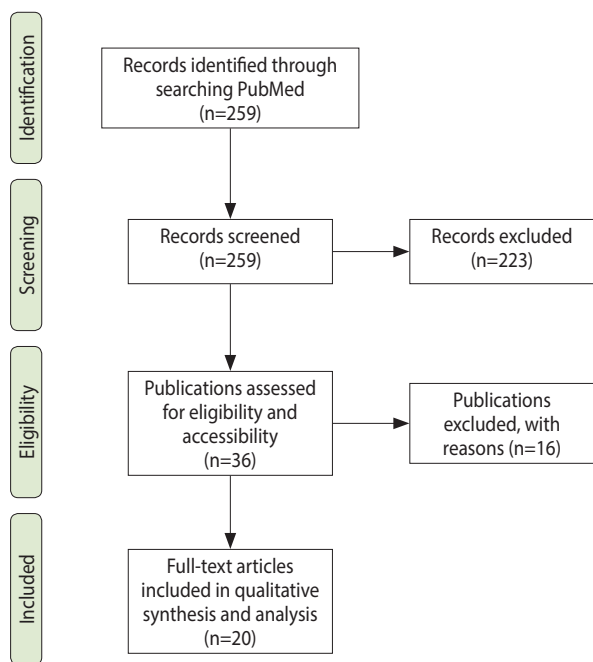 Identification
Records identified through
searching PubMed
(n=259)
Screening
Records screened
(n=259)
Records excluded
(n=223)
Eligibility
Publications assessed
for eligibility and
accessibility
(n=36)
Publications
excluded, with
reasons (n=16)
Included
Full-text articles
included in qualitative
synthesis and analysis
(n=20)